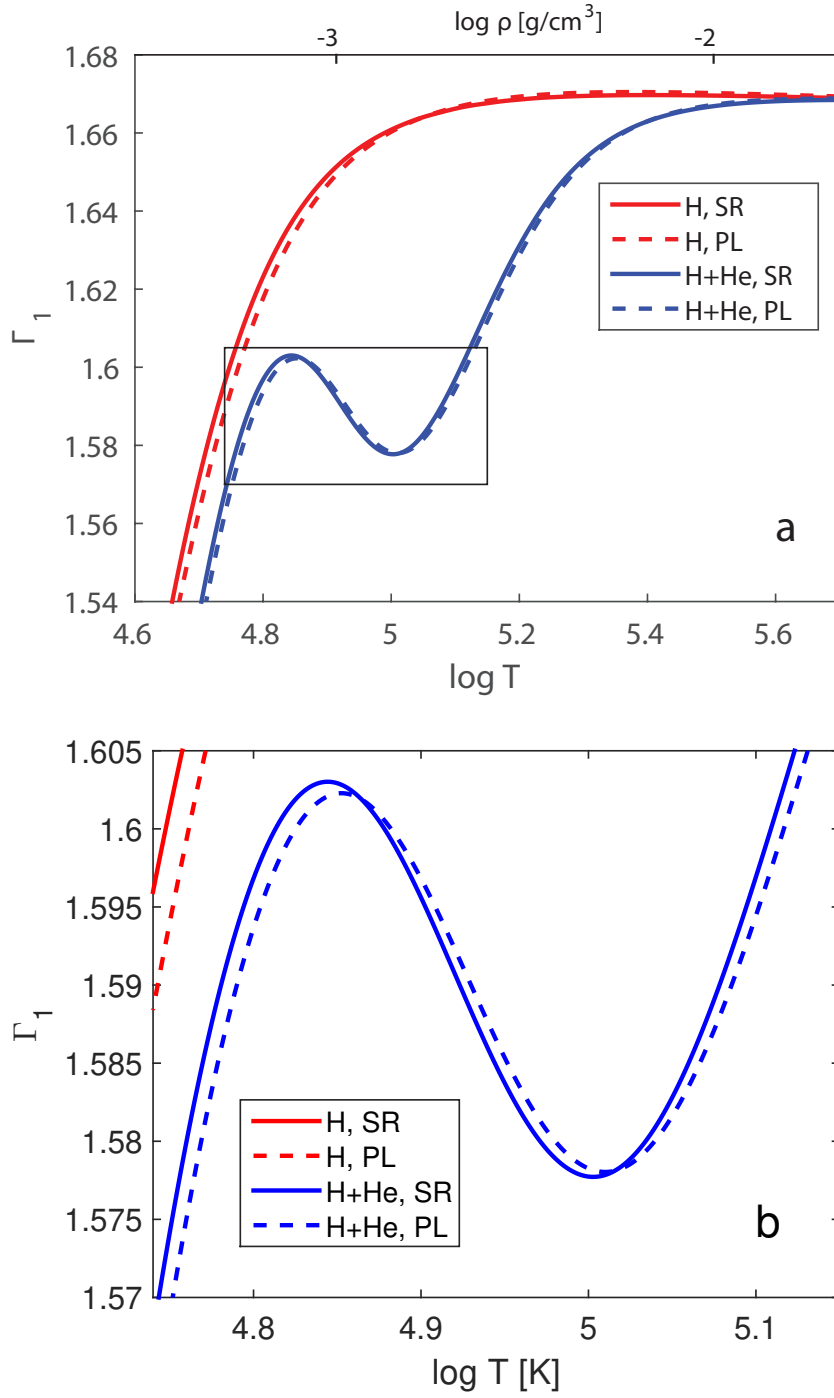 log ρ [g/cm³]
-3 -2
1.68
1.66
1.64
1.62
1.6
1.58
1.56
1.54
Γ₁
H, SR
H, PL
H+He, SR
H+He, PL
a
4.6 4.8 5 5.2 5.4 5.6
log T
1.605
1.6
1.595
1.59
1.585
1.58
1.575
1.57
Γ₁
H, SR
H, PL
H+He, SR
H+He, PL
b
4.8 4.9 5 5.1
log T [K]